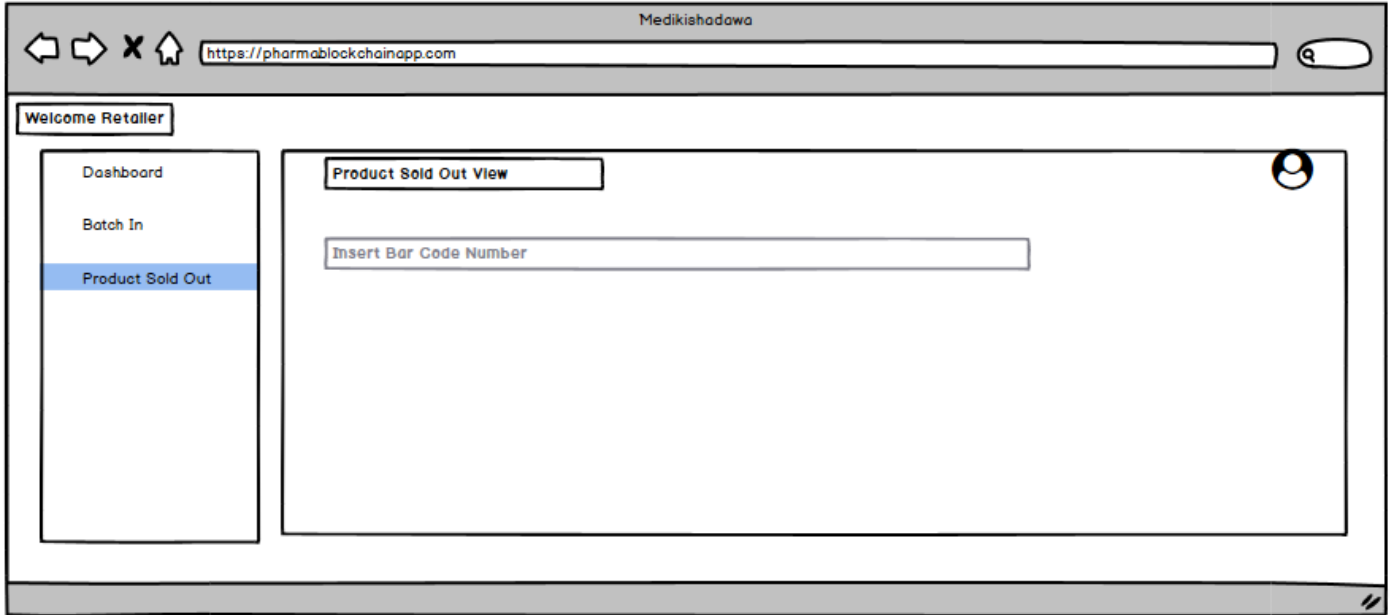 Medikishadawa
https://pharmablockchainapp.com
Welcome Retailer
Dashboard
Batch In
Product Sold Out
Product Sold Out View
Insert Bar Code Number